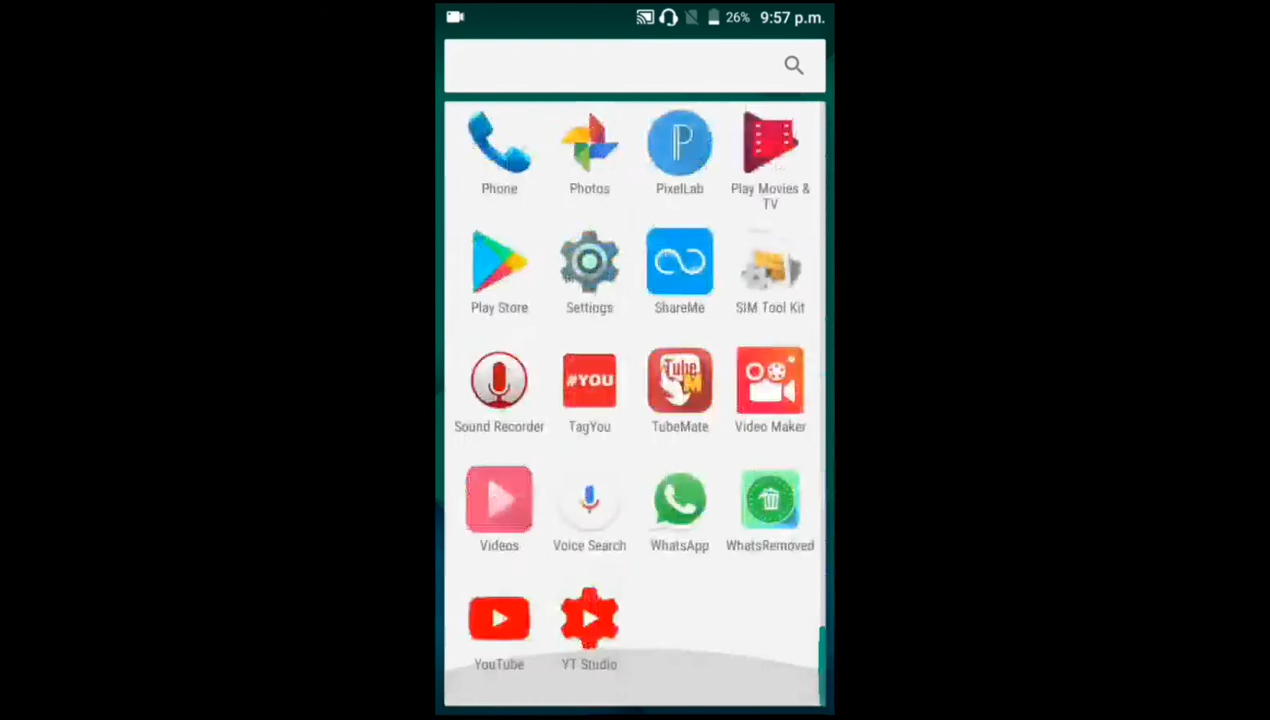 26% 9:57 p.m.
Phone Photos PixelLab Play Movies & TV
Play Store Settings ShareMe SIM Tool Kit
#YOU Tube M
Sound Recorder TagYou TubeMate Video Maker
Videos Voice Search WhatsApp WhatsRemoved
YouTube YT Studio